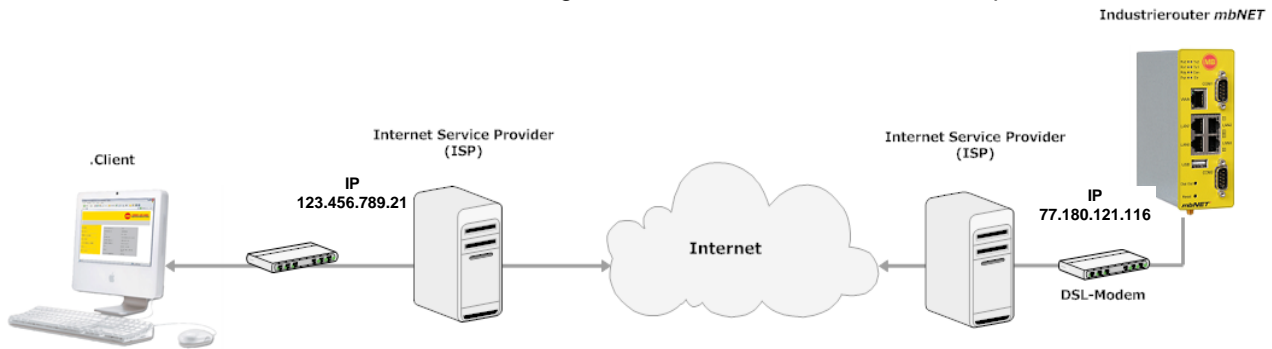 Industrierouter mbNET
Internet Service Provider
(ISP)
.Client
IP
123.456.789.21
Internet
Internet Service Provider
(ISP)
IP
77.180.121.116
DSL-Modem
mbNET